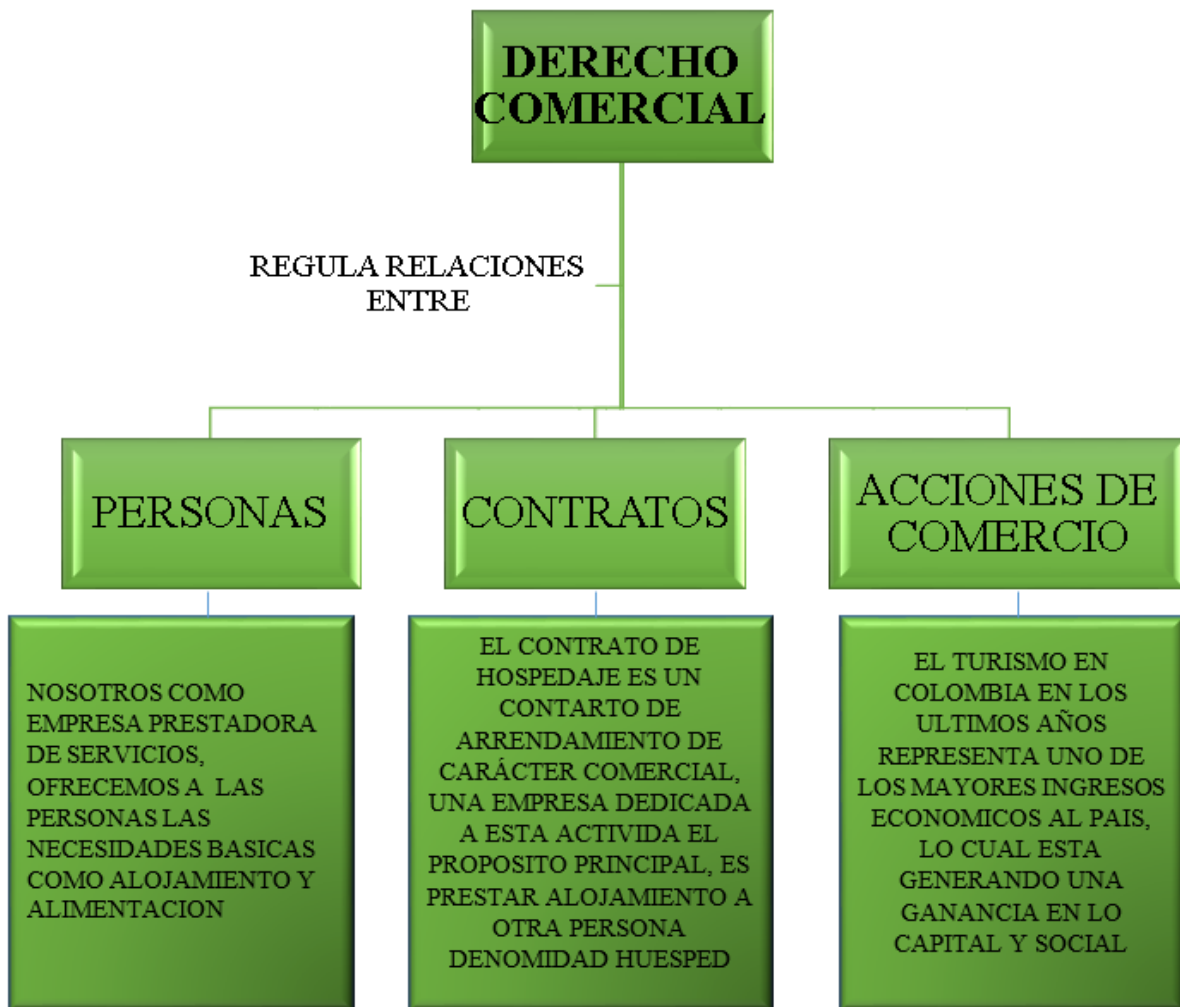 DERECHO
COMERCIAL
REGULA RELACIONES
ENTRE
PERSONAS
CONTRATOS
ACCIONES DE
COMERCIO
NOSOTROS COMO
EMPRESA PRESTADORA
DE SERVICIOS,
OFRECEMOS A LAS
PERSONAS LAS
NECESIDADES BASICAS
COMO ALOJAMIENTO Y
ALIMENTACION
EL CONTRATO DE
HOSPEDAJE ES UN
CONTARTO DE
ARRENDAMIENTO DE
CARÁCTER COMERCIAL,
UNA EMPRESA DEDICADA
A ESTA ACTIVIDA EL
PROPOSITO PRINCIPAL, ES
PRESTAR ALOJAMIENTO A
OTRA PERSONA
DENOMIDAD HUESPED
EL TURISMO EN
COLOMBIA EN LOS
ULTIMOS AÑOS
REPRESENTA UNO DE
LOS MAYORES INGRESOS
ECONOMICOS AL PAIS,
LO CUAL ESTA
GENERANDO UNA
GANANCIA EN LO
CAPITAL Y SOCIAL